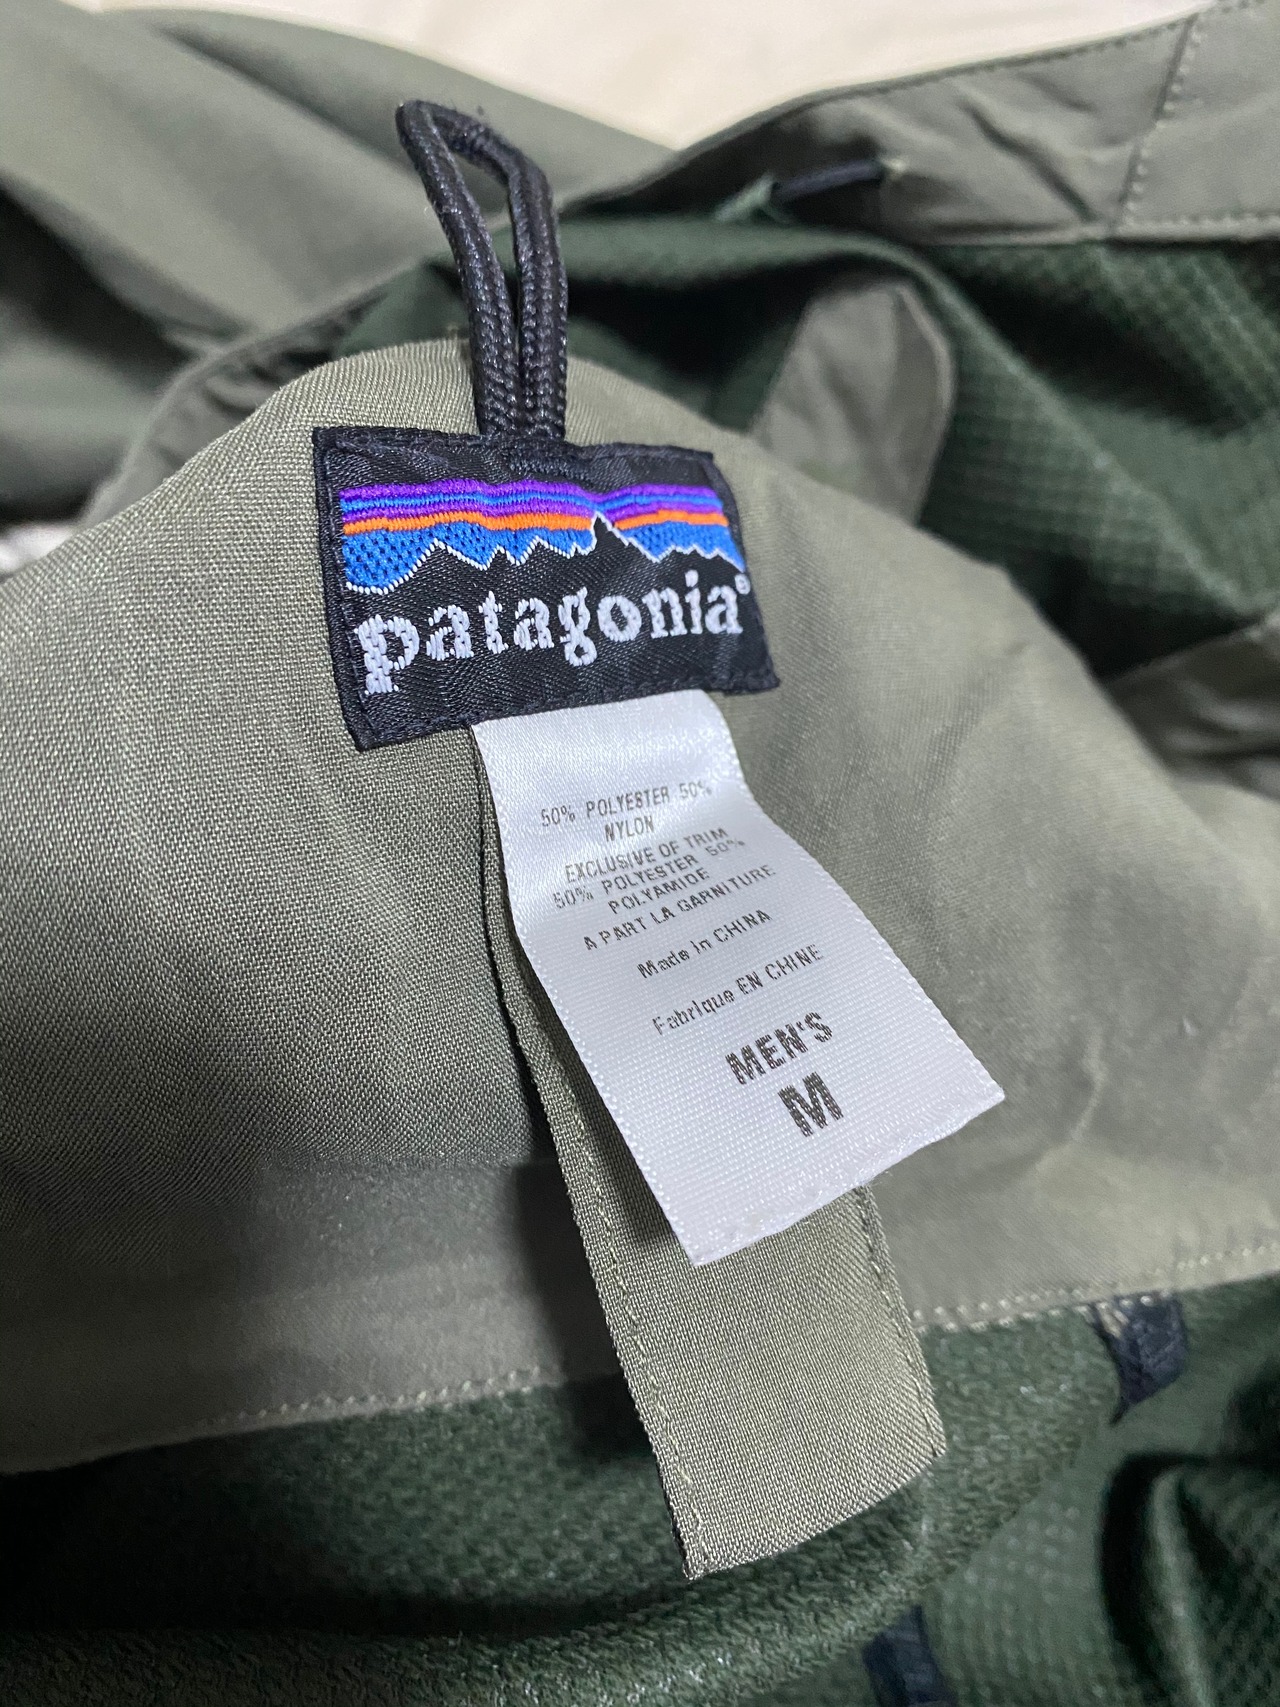 patagonia®
50% POLYESTER 50%
NYLON
EXCLUSIVE OF TRIM
50% POLYESTER 50%
POLYAMIDE
A PART LA GARNITURE
Made in CHINA
Fabrique EN CHINE
MEN'S
M